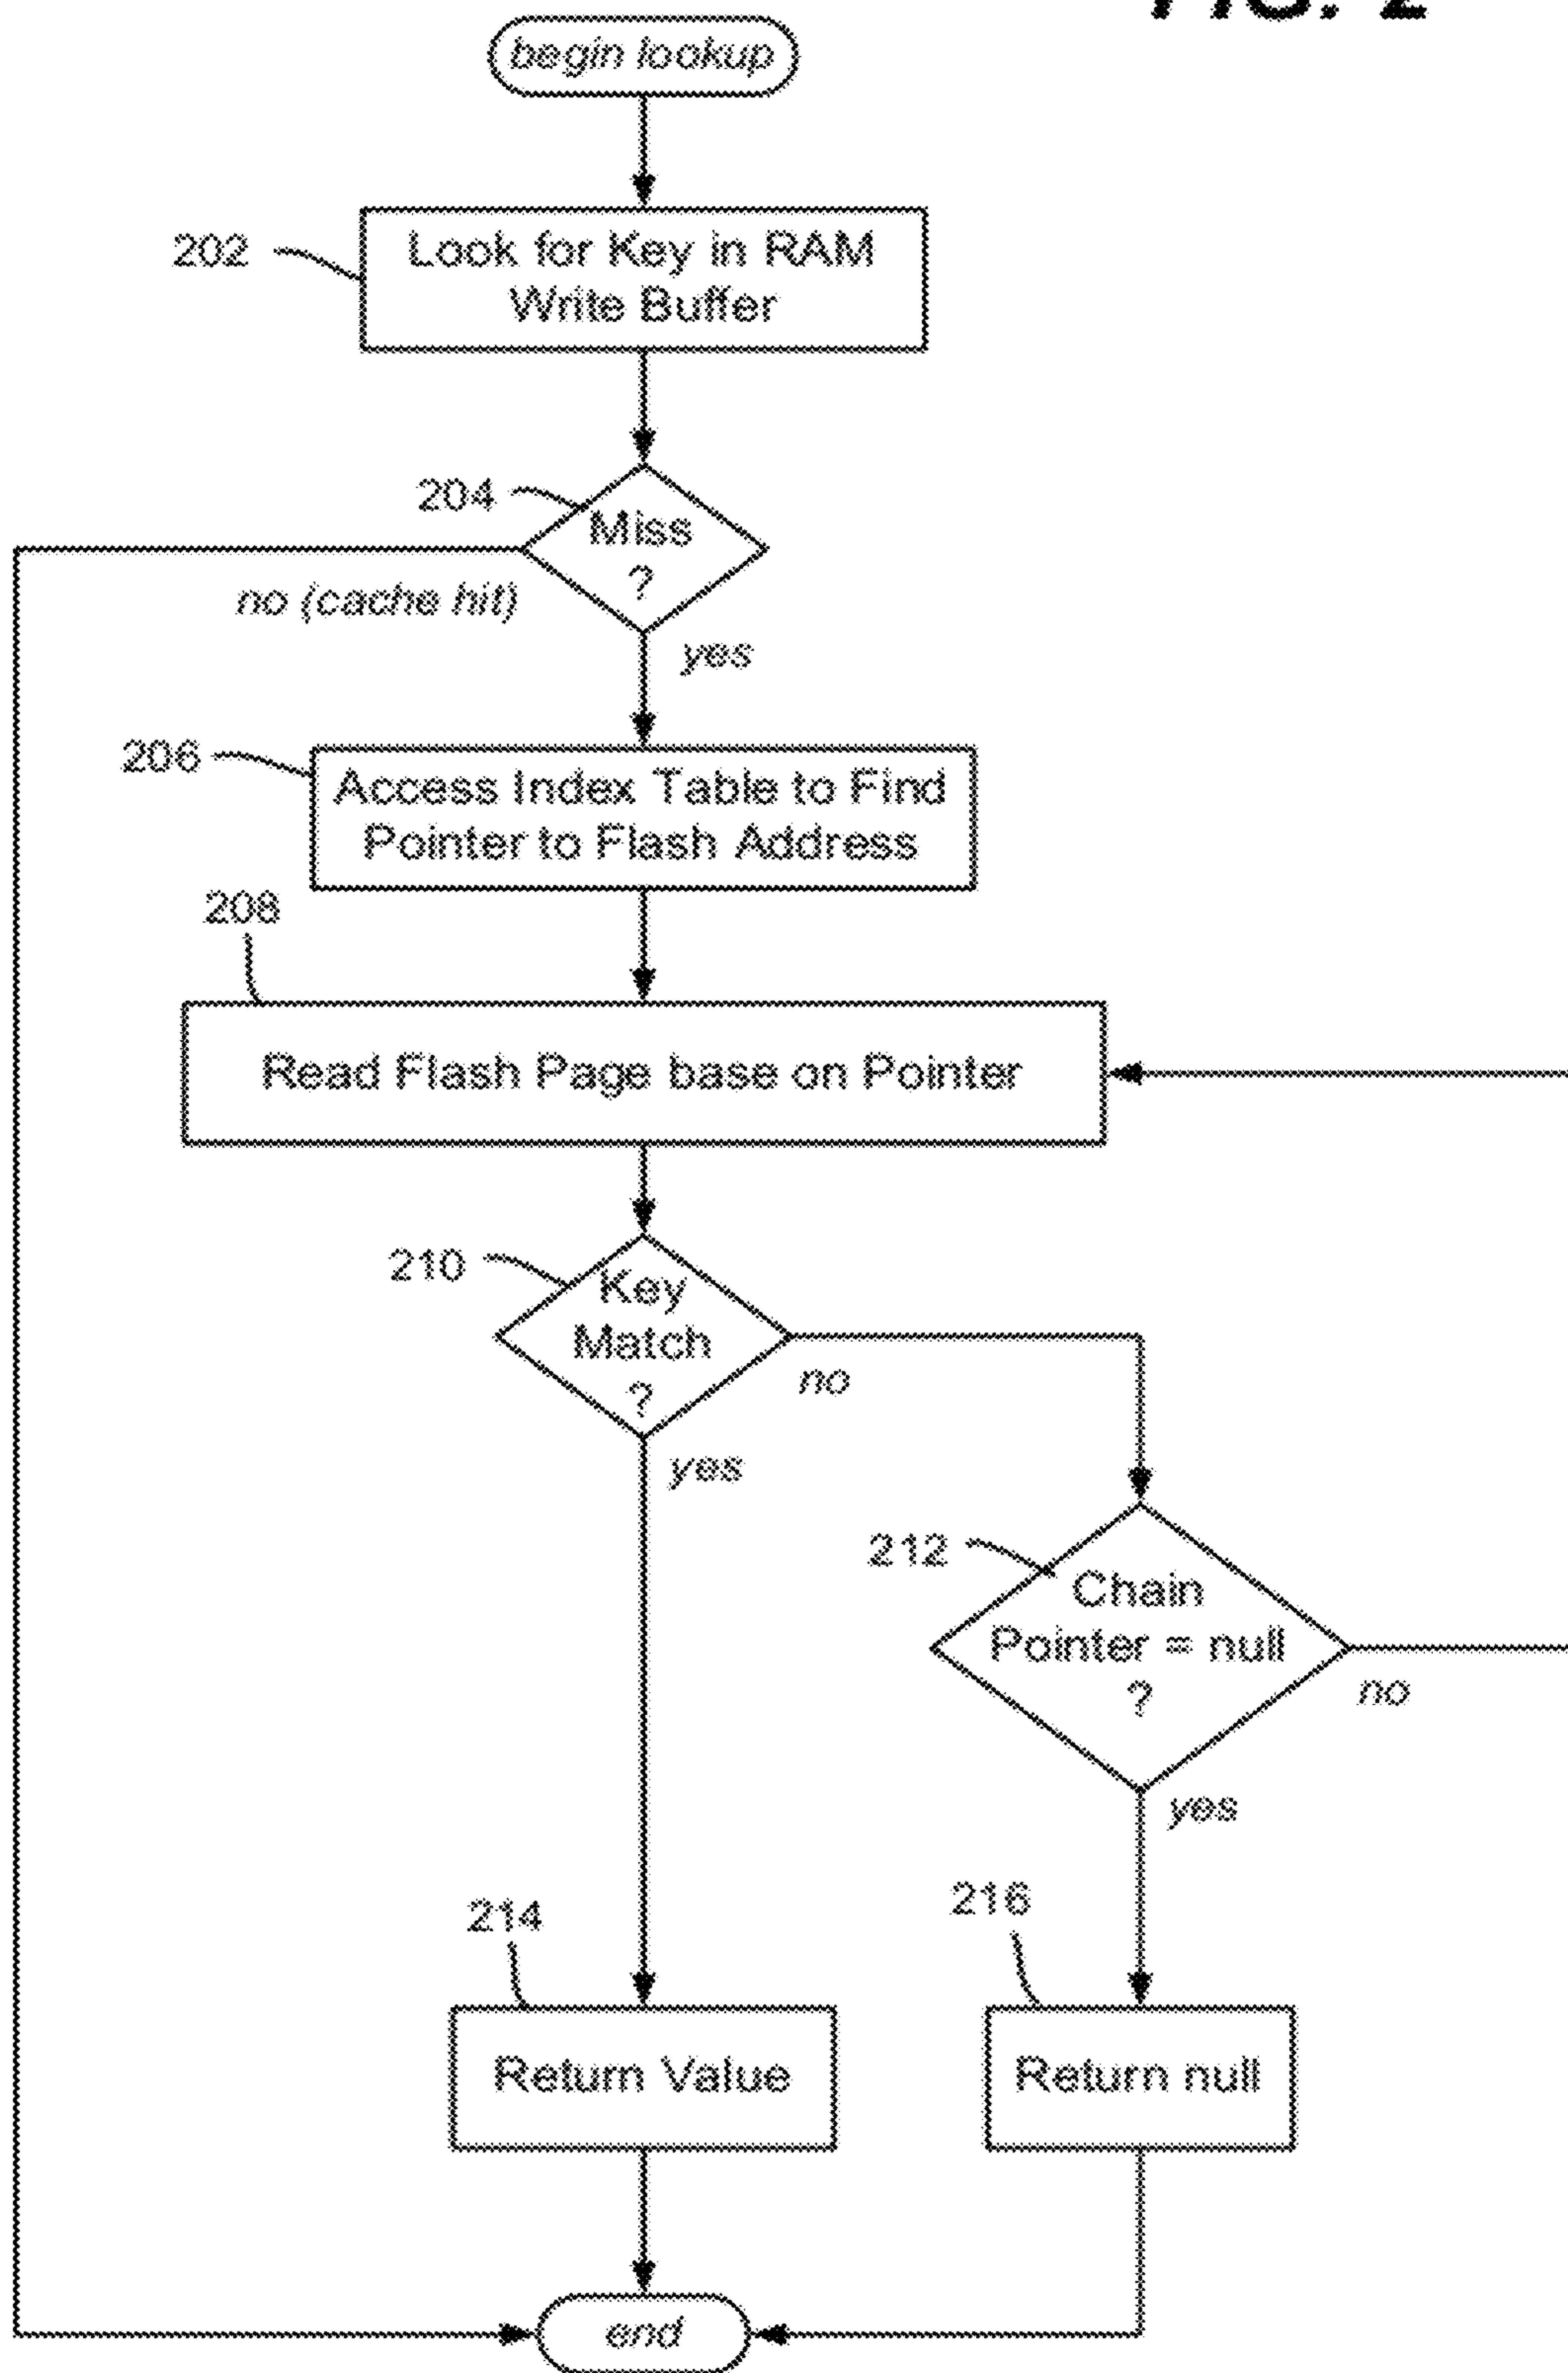 FIG. 2
begin lookup
202
Look for Key in RAM
Write Buffer
204
Miss
?
no (cache hit)
yes
206
Access Index Table to Find
Pointer to Flash Address
208
Read Flash Page base on Pointer
210
Key
Match
?
no
yes
212
Chain
Pointer = null
?
no
yes
214
216
Return Value
Return null
end